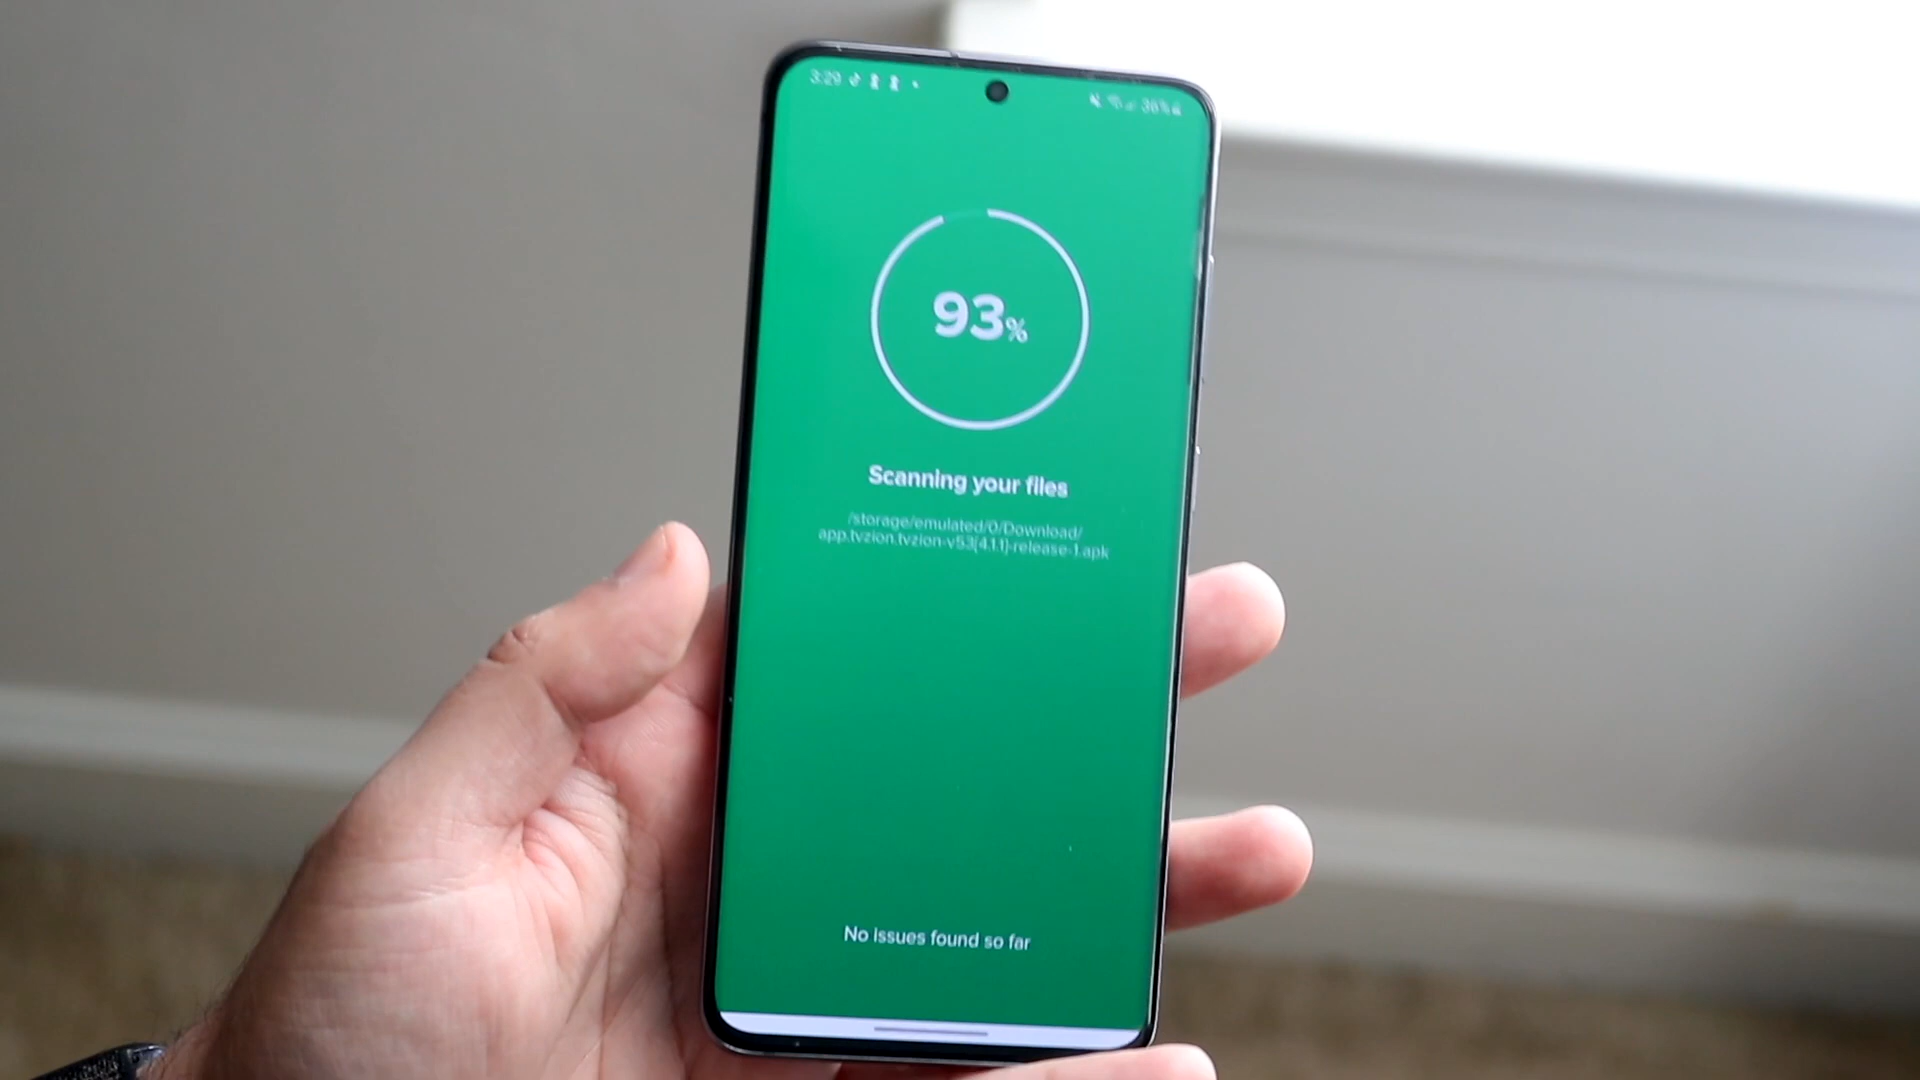 3:29
36%
93%
Scanning your files
/storage/emulated/0/Download/
app.tvzion.tvzion-v53(4.1.1)-release-1.apk
No issues found so far